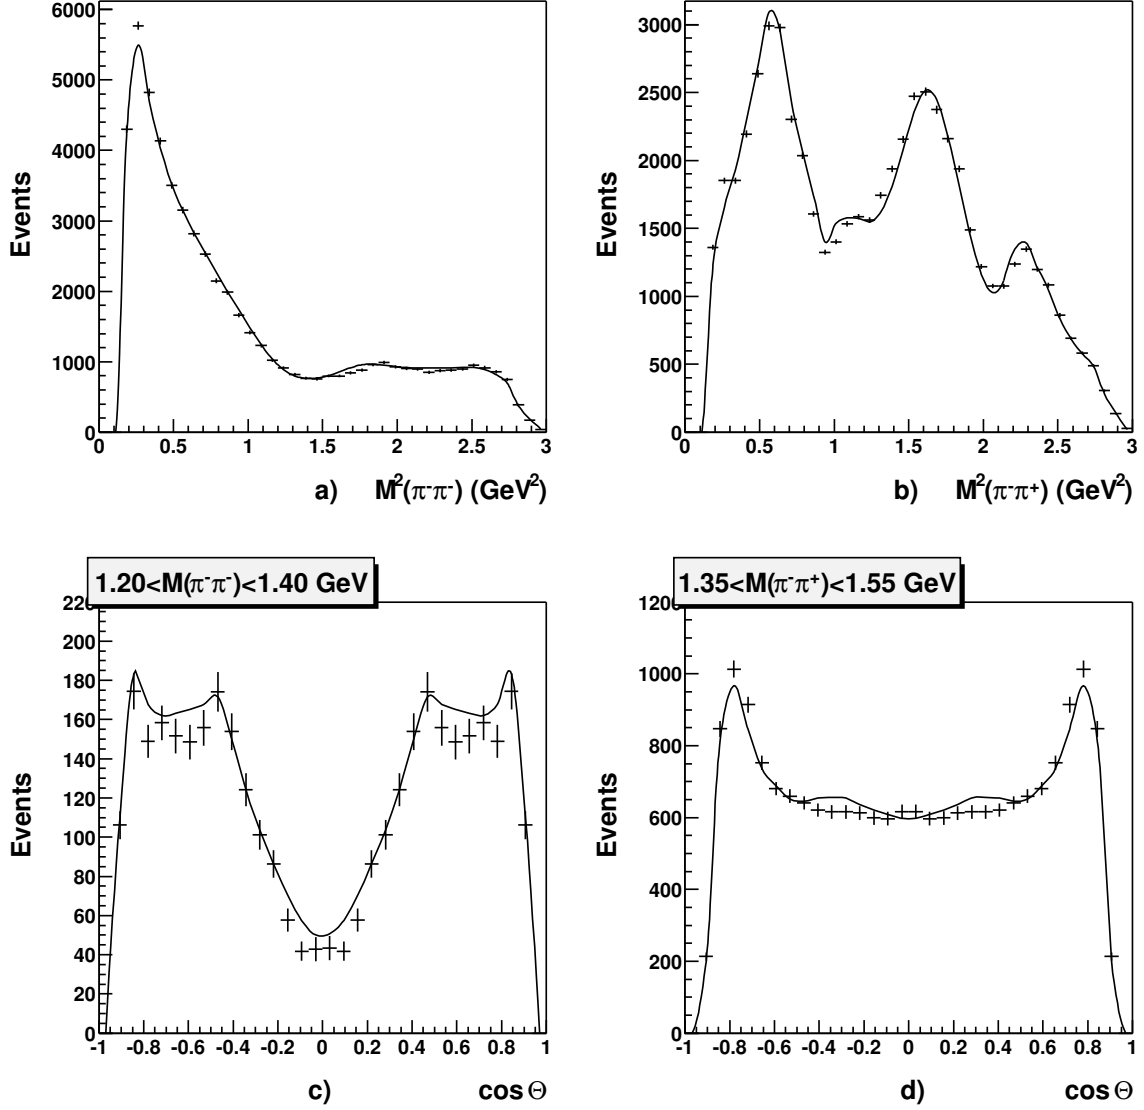 6000
5000
4000
3000
2000
1000
0
Events
0 0.5 1 1.5 2 2.5 3
a) M²(π⁻π⁻) (GeV²)
3000
2500
2000
1500
1000
500
0
Events
0 0.5 1 1.5 2 2.5 3
b) M²(π⁻π⁺) (GeV²)
1.20<M(π⁻π⁻)<1.40 GeV
220
200
180
160
140
120
100
80
60
40
20
0
Events
-1 -0.8 -0.6 -0.4 -0.2 0 0.2 0.4 0.6 0.8 1
c) cos Θ
1.35<M(π⁻π⁺)<1.55 GeV
1200
1000
800
600
400
200
0
Events
-1 -0.8 -0.6 -0.4 -0.2 0 0.2 0.4 0.6 0.8 1
d) cos Θ